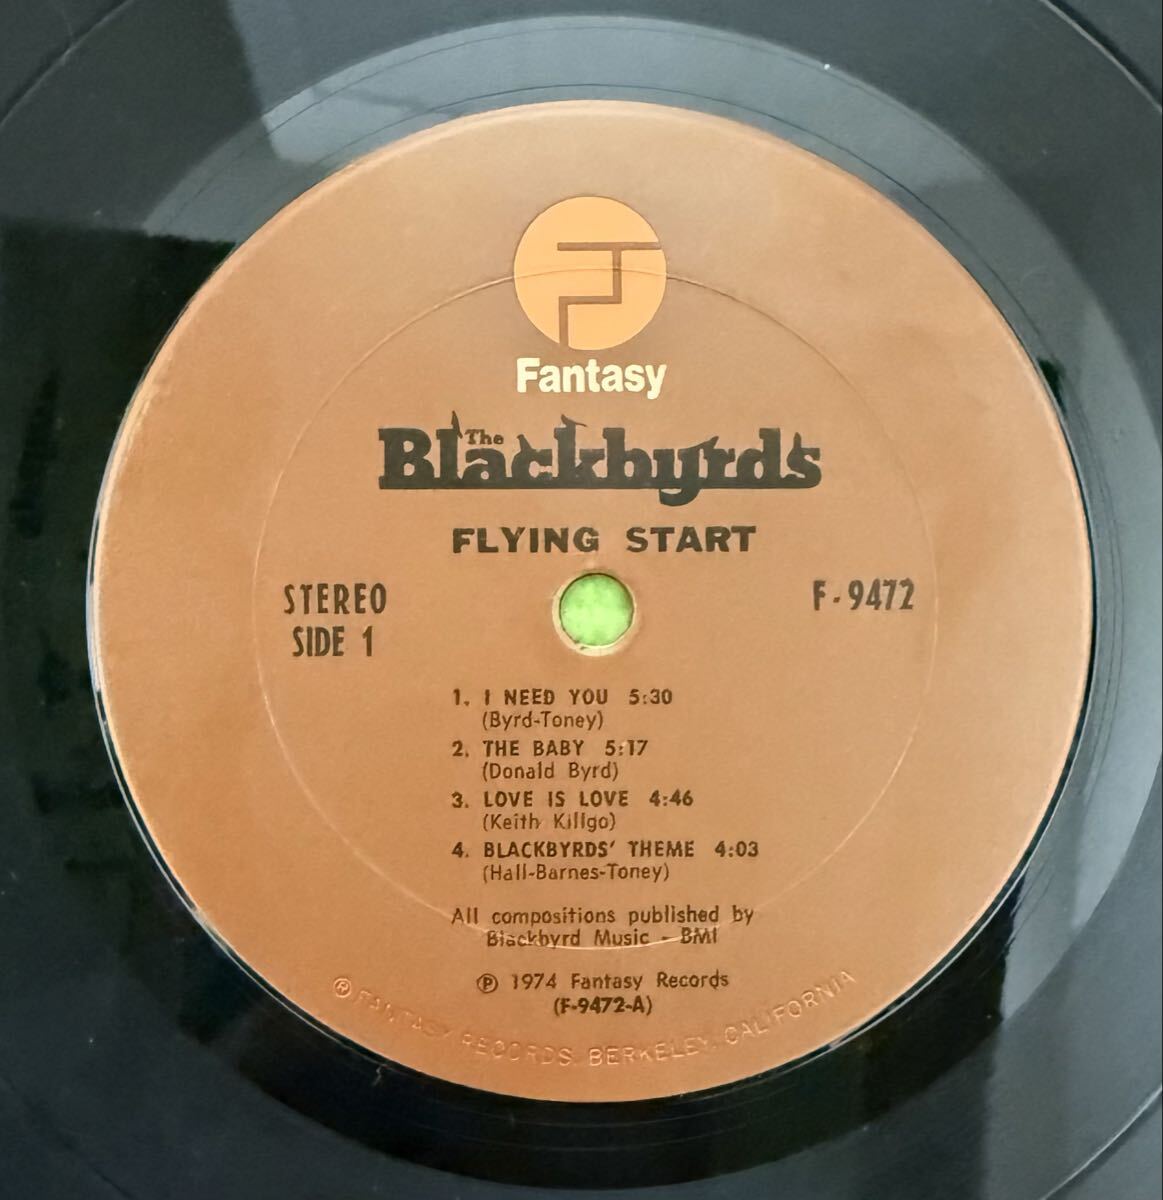 Fantasy
The Blackbyrds
FLYING START
STEREO
SIDE 1
F-9472
1. I NEED YOU 5:30
(Byrd-Toney)
2. THE BABY 5:17
(Donald Byrd)
3. LOVE IS LOVE 4:46
(Keith Killgo)
4. BLACKBYRDS' THEME 4:03
(Hall-Barnes-Toney)
All compositions published by
Blackbyrd Music - BMI
℗ 1974 Fantasy Records
(F-9472-A)
® FANTASY RECORDS, BERKELEY, CALIFORNIA